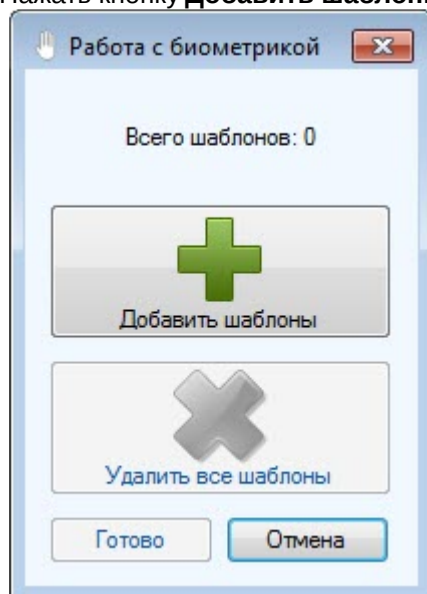 Нажать кнопку Добавить шаблон
Работа с биометрикой
Всего шаблонов: 0
Добавить шаблоны
Удалить все шаблоны
Готово Отмена